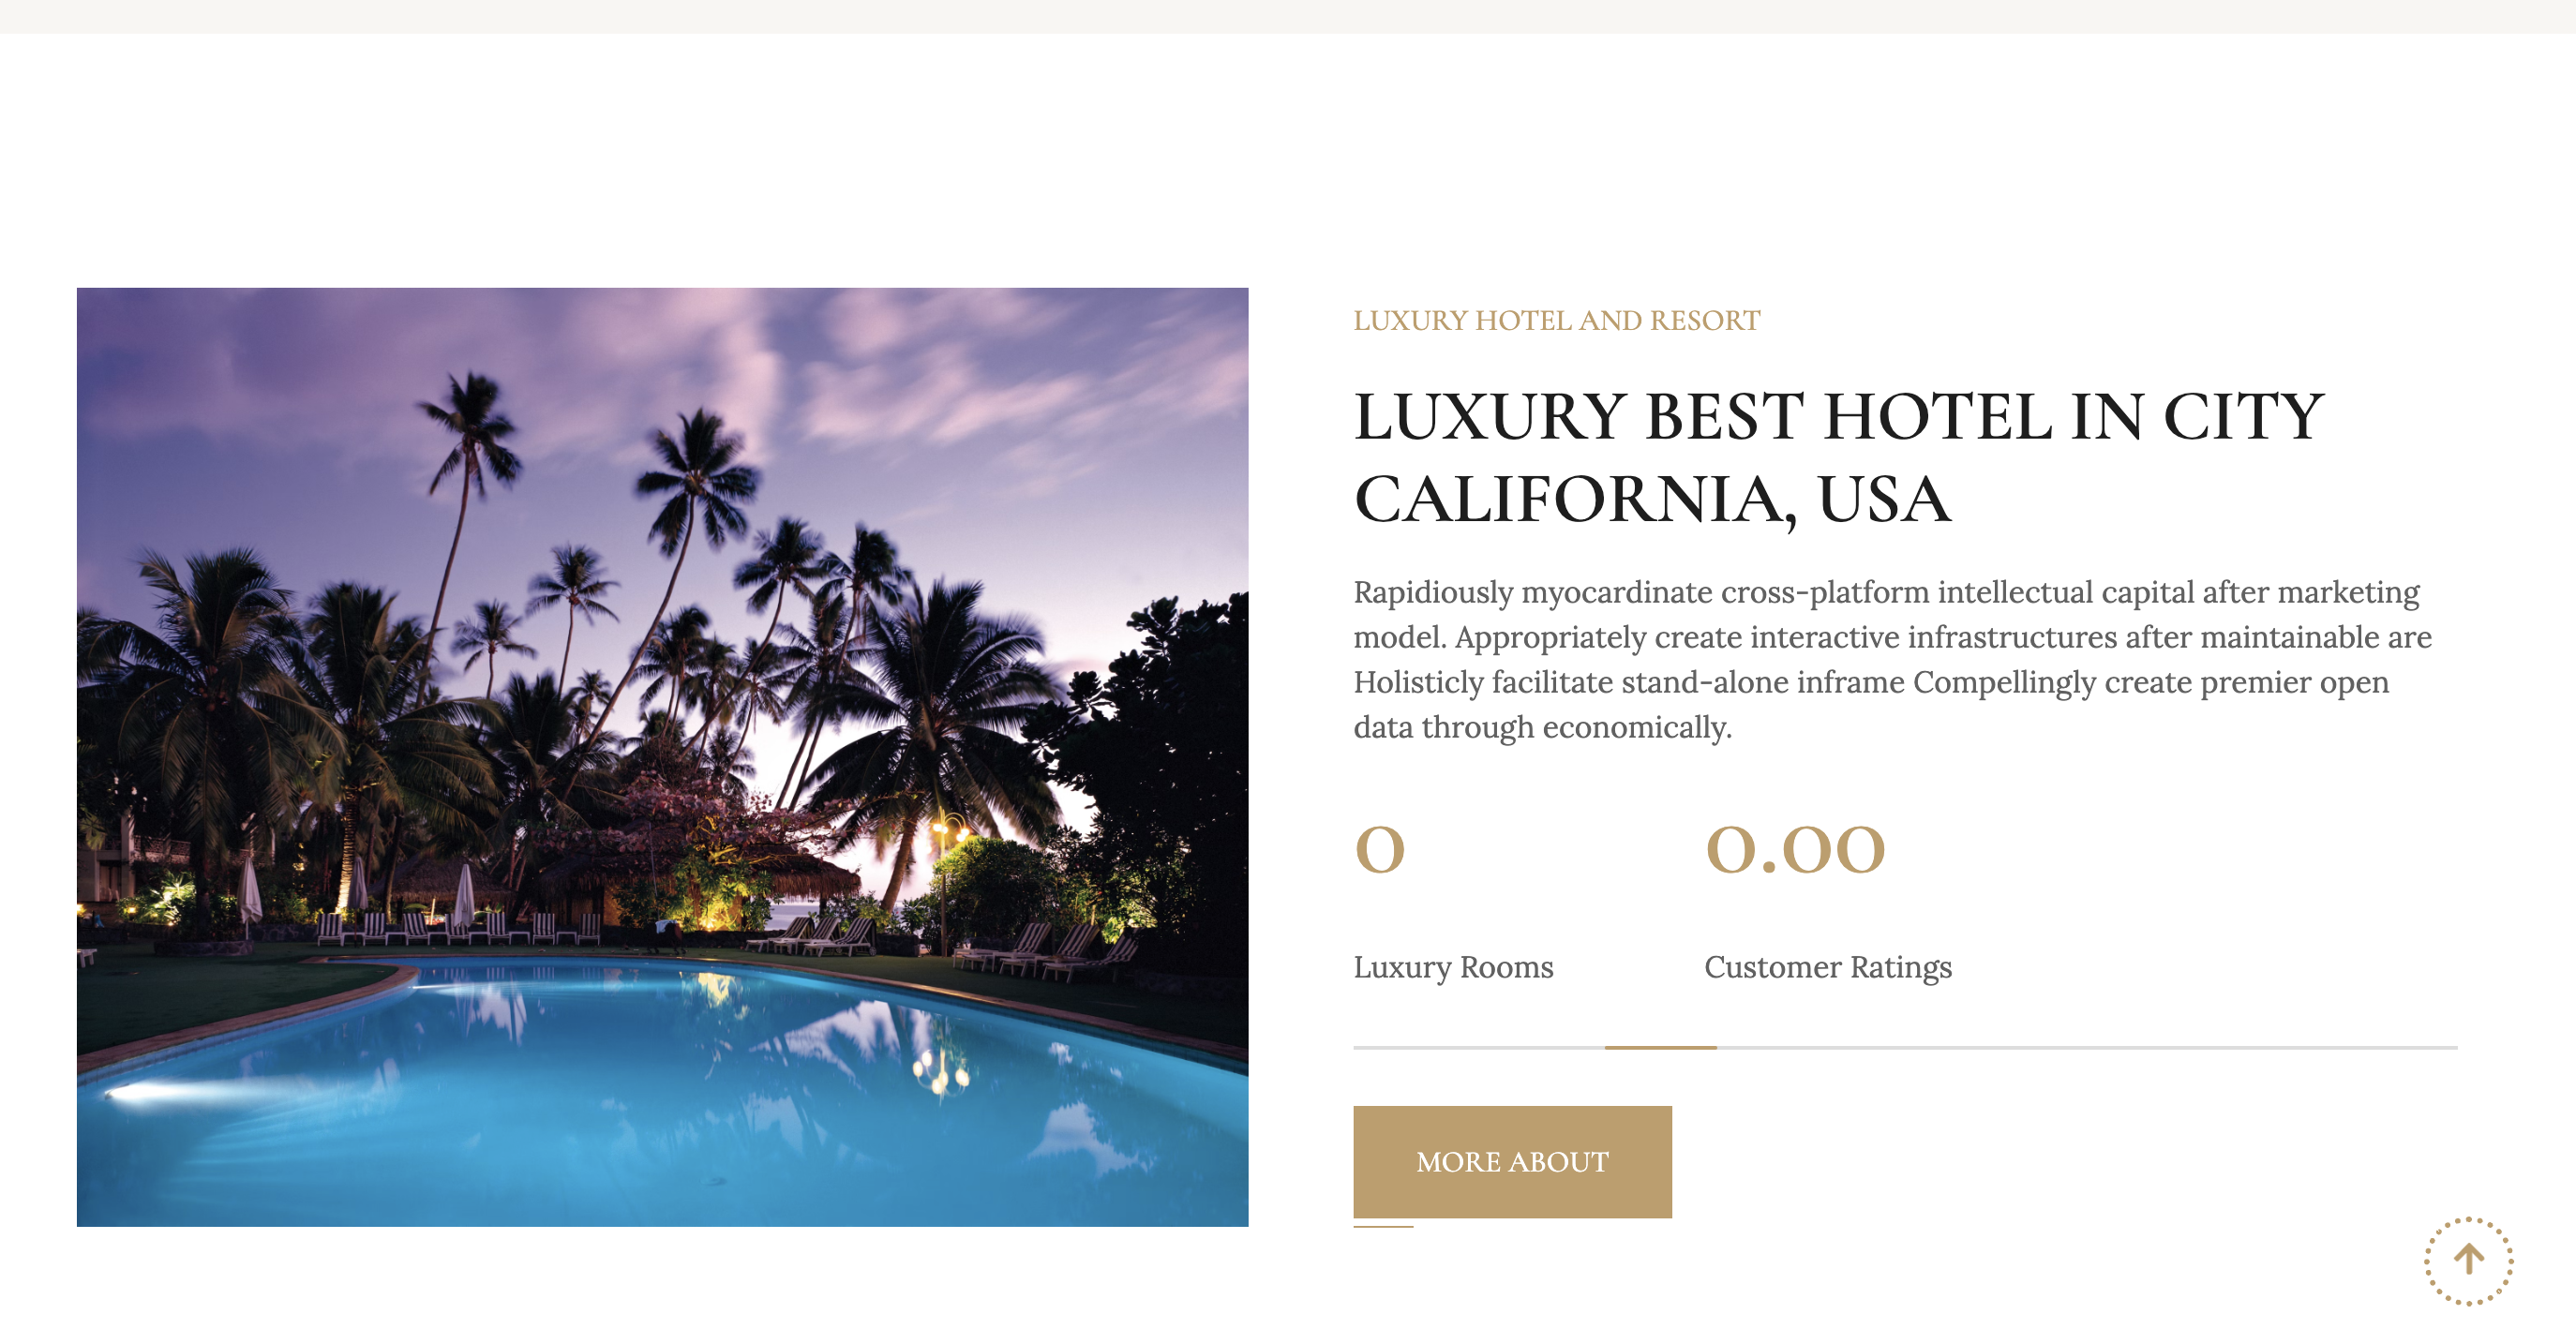 LUXURY HOTEL AND RESORT
LUXURY BEST HOTEL IN CITY
CALIFORNIA, USA
Rapidiously myocardinate cross-platform intellectual capital after marketing
model. Appropriately create interactive infrastructures after maintainable are
Holisticly facilitate stand-alone inframe Compellingly create premier open
data through economically.
0 0.00
Luxury Rooms Customer Ratings
MORE ABOUT